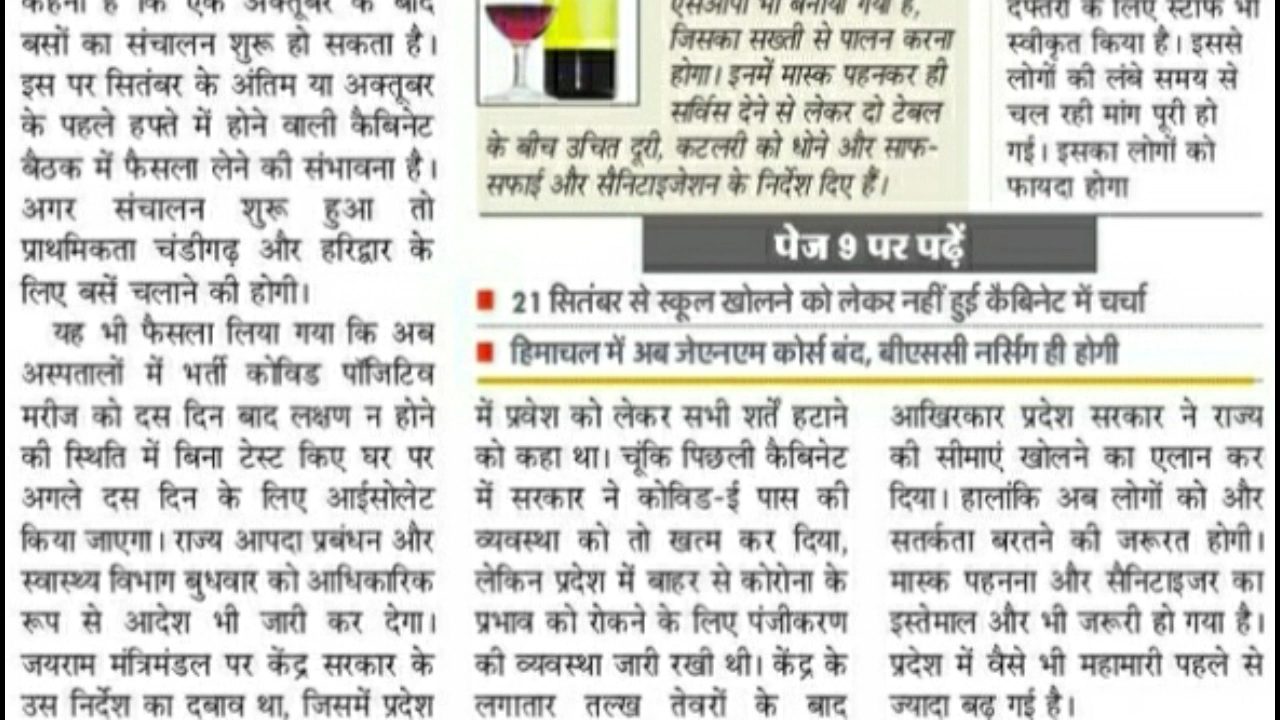 कहना है कि एक अक्तूबर के बाद
बसों का संचालन शुरू हो सकता है।
इस पर सितंबर के अंतिम या अक्तूबर
के पहले हफ्ते में होने वाली कैबिनेट
बैठक में फैसला लेने की संभावना है।
अगर संचालन शुरू हुआ तो
प्राथमिकता चंडीगढ़ और हरिद्वार के
लिए बसें चलाने की होगी।
यह भी फैसला लिया गया कि अब
अस्पतालों में भर्ती कोविड पॉजिटिव
मरीज को दस दिन बाद लक्षण न होने
की स्थिति में बिना टेस्ट किए घर पर
अगले दस दिन के लिए आईसोलेट
किया जाएगा। राज्य आपदा प्रबंधन और
स्वास्थ्य विभाग बुधवार को आधिकारिक
रूप से आदेश भी जारी कर देगा।
जयराम मंत्रिमंडल पर केंद्र सरकार के
उस निर्देश का दबाव था, जिसमें प्रदेश
एसओपी भी बनाया गया है,
जिसका सख्ती से पालन करना
होगा। इनमें मास्क पहनकर ही
सर्विस देने से लेकर दो टेबल
के बीच उचित दूरी, कटलरी को धोने और साफ-
सफाई और सैनिटाइजेशन के निर्देश दिए हैं।
दफ्तरों के लिए स्टाफ भी
स्वीकृत किया है। इससे
लोगों की लंबे समय से
चल रही मांग पूरी हो
गई। इसका लोगों को
फायदा होगा
पेज 9 पर पढ़ें
21 सितंबर से स्कूल खोलने को लेकर नहीं हुई कैबिनेट में चर्चा
हिमाचल में अब जेएनएम कोर्स बंद, बीएससी नर्सिंग ही होगी
में प्रवेश को लेकर सभी शर्तें हटाने
को कहा था। चूंकि पिछली कैबिनेट
में सरकार ने कोविड-ई पास की
व्यवस्था को तो खत्म कर दिया,
लेकिन प्रदेश में बाहर से कोरोना के
प्रभाव को रोकने के लिए पंजीकरण
की व्यवस्था जारी रखी थी। केंद्र के
लगातार तल्ख तेवरों के बाद
आखिरकार प्रदेश सरकार ने राज्य
की सीमाएं खोलने का एलान कर
दिया। हालांकि अब लोगों को और
सतर्कता बरतने की जरूरत होगी।
मास्क पहनना और सैनिटाइजर का
इस्तेमाल और भी जरूरी हो गया है।
प्रदेश में वैसे भी महामारी पहले से
ज्यादा बढ़ गई है।